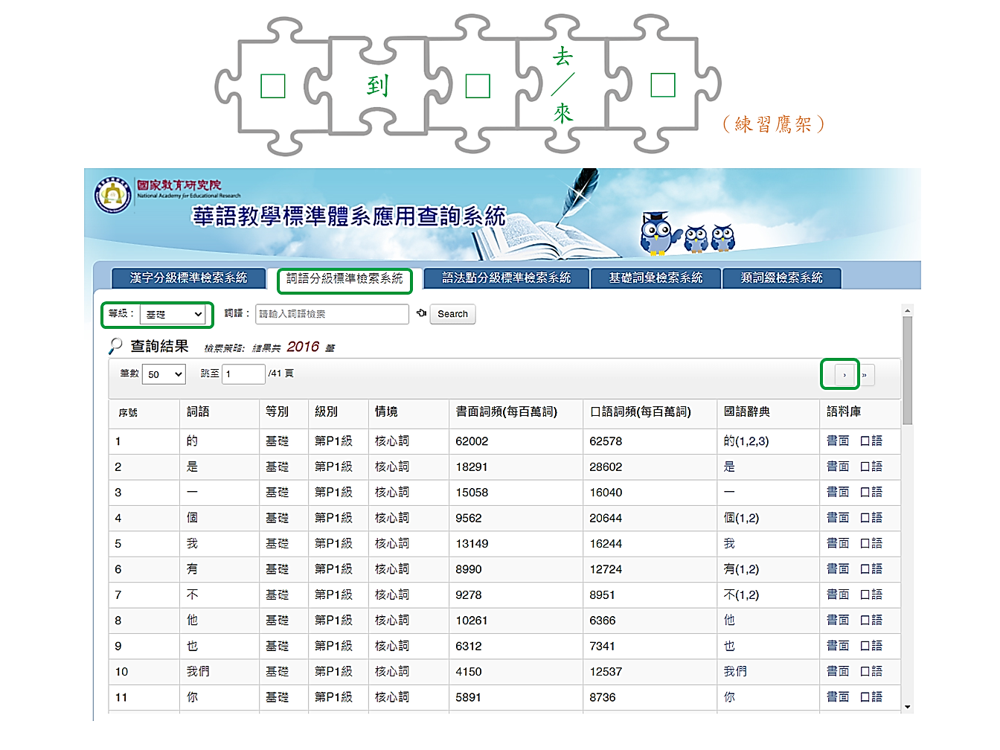 □ 到 □ 去／來 □
（練習鷹架）
國家教育研究院
National Academy for Educational Research
華語教學標準體系應用查詢系統
漢字分級標準檢索系統 詞語分級標準檢索系統 語法點分級標準檢索系統 基礎詞彙檢索系統 類詞綴檢索系統
等級： 基礎 詞語： 請輸入詞語檢索 Search
查詢結果 檢索策略: 結果共 2016 筆
筆數 50 跳至 1 /41 頁 › »
序號 詞語 等別 級別 情境 書面詞頻(每百萬詞) 口語詞頻(每百萬詞) 國語辭典 語料庫
1 的 基礎 第P1級 核心詞 62002 62578 的(1,2,3) 書面 口語
2 是 基礎 第P1級 核心詞 18291 28602 是 書面 口語
3 一 基礎 第P1級 核心詞 15058 16040 一 書面 口語
4 個 基礎 第P1級 核心詞 9562 20644 個(1,2) 書面 口語
5 我 基礎 第P1級 核心詞 13149 16244 我 書面 口語
6 有 基礎 第P1級 核心詞 8990 12724 有(1,2) 書面 口語
7 不 基礎 第P1級 核心詞 9278 8951 不(1,2) 書面 口語
8 他 基礎 第P1級 核心詞 10261 6366 他 書面 口語
9 也 基礎 第P1級 核心詞 6312 7341 也 書面 口語
10 我們 基礎 第P1級 核心詞 4150 12537 我們 書面 口語
11 你 基礎 第P1級 核心詞 5891 8736 你 書面 口語